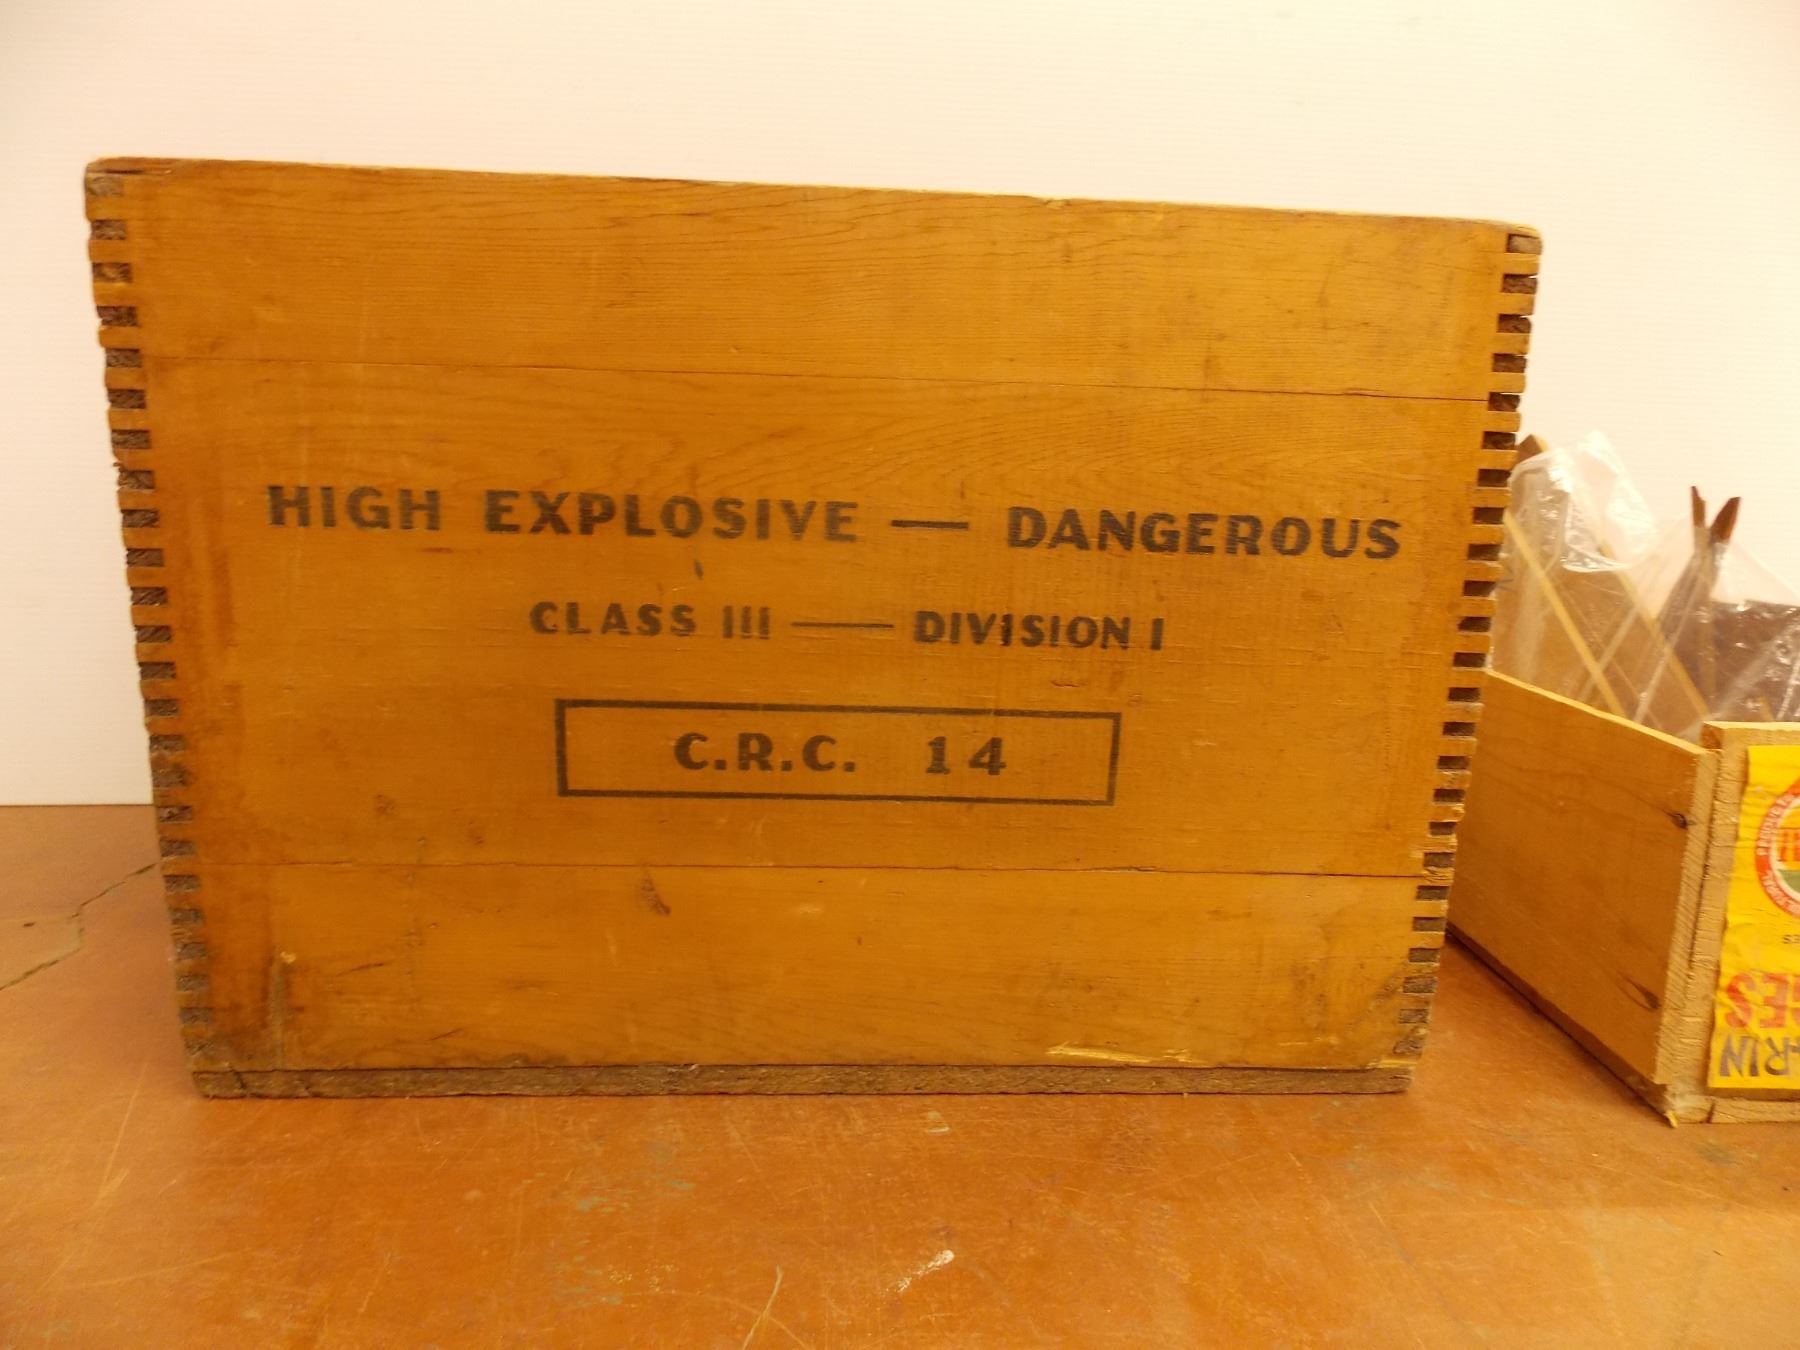 HIGH EXPLOSIVE — DANGEROUS
CLASS III — DIVISION I
C.R.C. 14